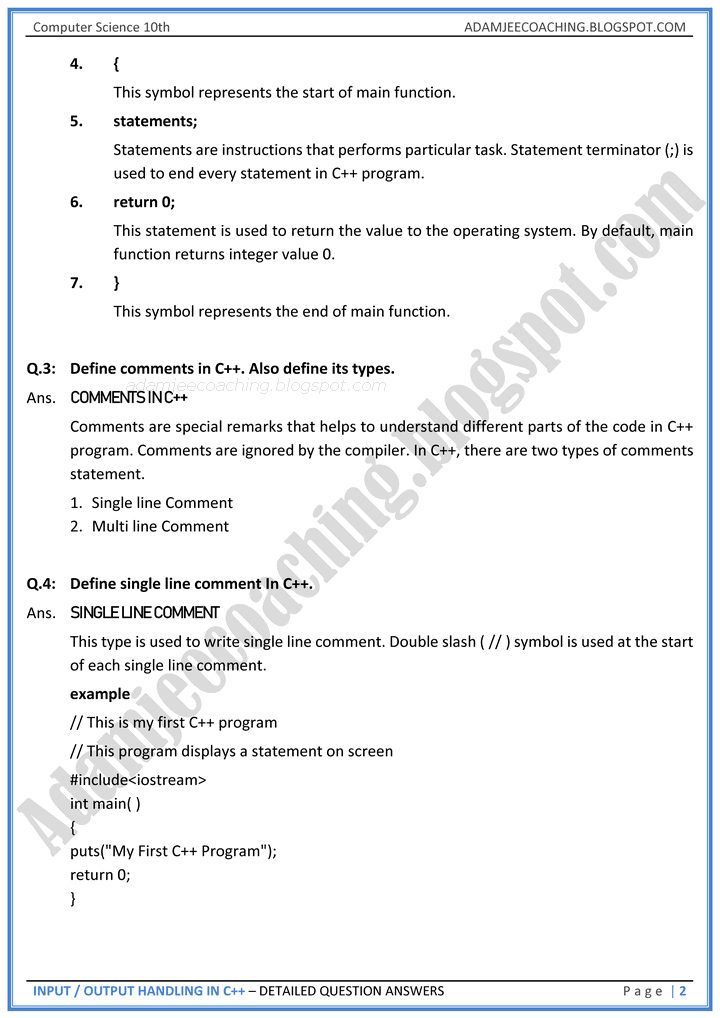 Computer Science 10th ADAMJEECOACHING.BLOGSPOT.COM
4. {
This symbol represents the start of main function.
5. statements;
Statements are instructions that performs particular task. Statement terminator (;) is
used to end every statement in C++ program.
6. return 0;
This statement is used to return the value to the operating system. By default, main
function returns integer value 0.
7. }
This symbol represents the end of main function.
Q.3: Define comments in C++. Also define its types.
adamjeecoaching.blogspot.com
Ans. COMMENTS IN C++
Comments are special remarks that helps to understand different parts of the code in C++
program. Comments are ignored by the compiler. In C++, there are two types of comments
statement.
1. Single line Comment
2. Multi line Comment
Q.4: Define single line comment In C++.
Ans. SINGLE LINE COMMENT
This type is used to write single line comment. Double slash ( // ) symbol is used at the start
of each single line comment.
example
// This is my first C++ program
// This program displays a statement on screen
#include<iostream>
int main( )
{
puts("My First C++ Program");
return 0;
}
Adamjeecoaching.blogspot.com
INPUT / OUTPUT HANDLING IN C++ – DETAILED QUESTION ANSWERS Page | 2